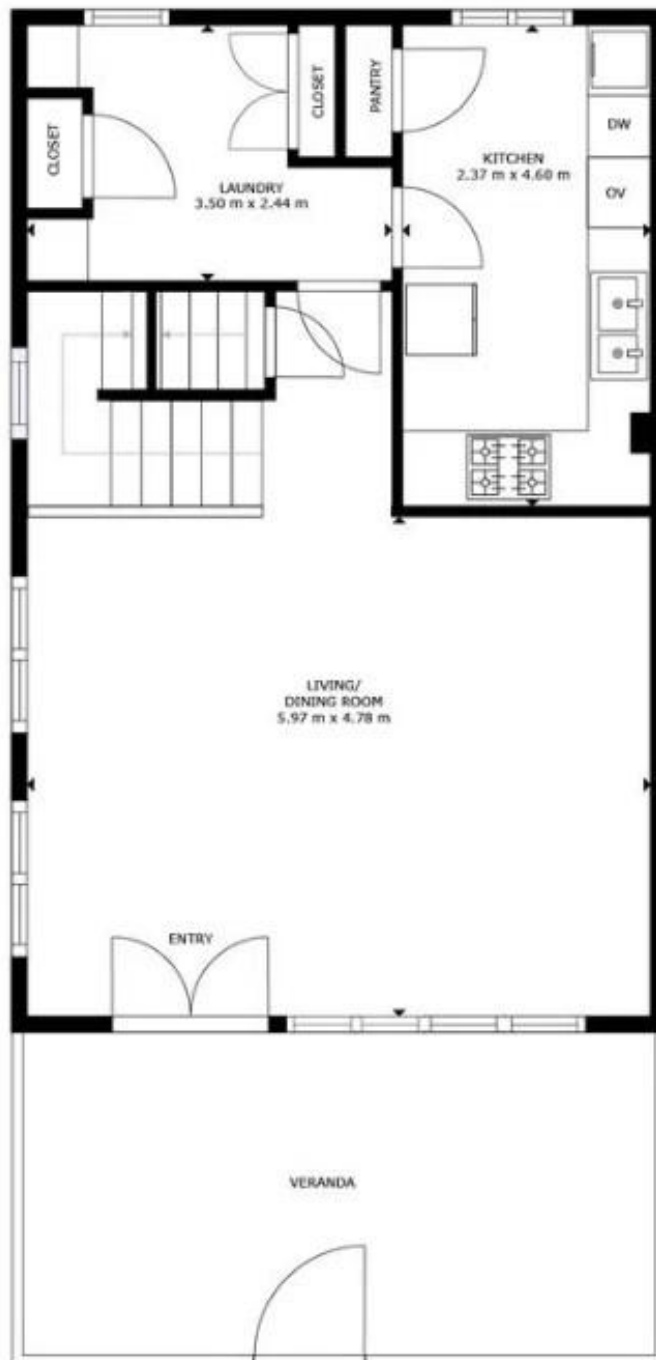 CLOSET
CLOSET
PANTRY
KITCHEN
2.37 m x 4.60 m
DW
OV
LAUNDRY
3.50 m x 2.44 m
LIVING/
DINING ROOM
5.97 m x 4.78 m
ENTRY
VERANDA